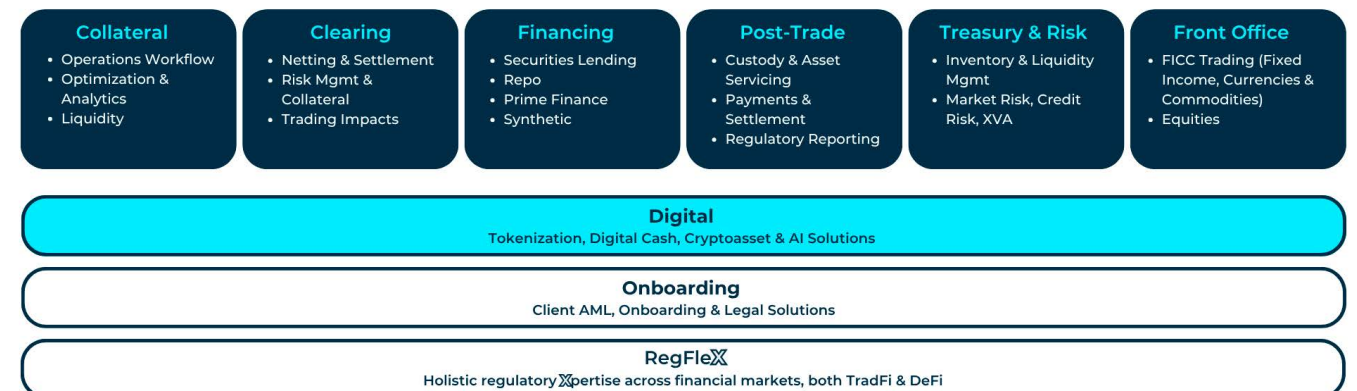 Collateral
• Operations Workflow
• Optimization &
Analytics
• Liquidity
Clearing
• Netting & Settlement
• Risk Mgmt &
Collateral
• Trading Impacts
Financing
• Securities Lending
• Repo
• Prime Finance
• Synthetic
Post-Trade
• Custody & Asset
Servicing
• Payments &
Settlement
• Regulatory Reporting
Treasury & Risk
• Inventory & Liquidity
Mgmt
• Market Risk, Credit
Risk, XVA
Front Office
• FICC Trading (Fixed
Income, Currencies &
Commodities)
• Equities
Digital
Tokenization, Digital Cash, Cryptoasset & AI Solutions
Onboarding
Client AML, Onboarding & Legal Solutions
RegFleX
Holistic regulatory Xpertise across financial markets, both TradFi & DeFi